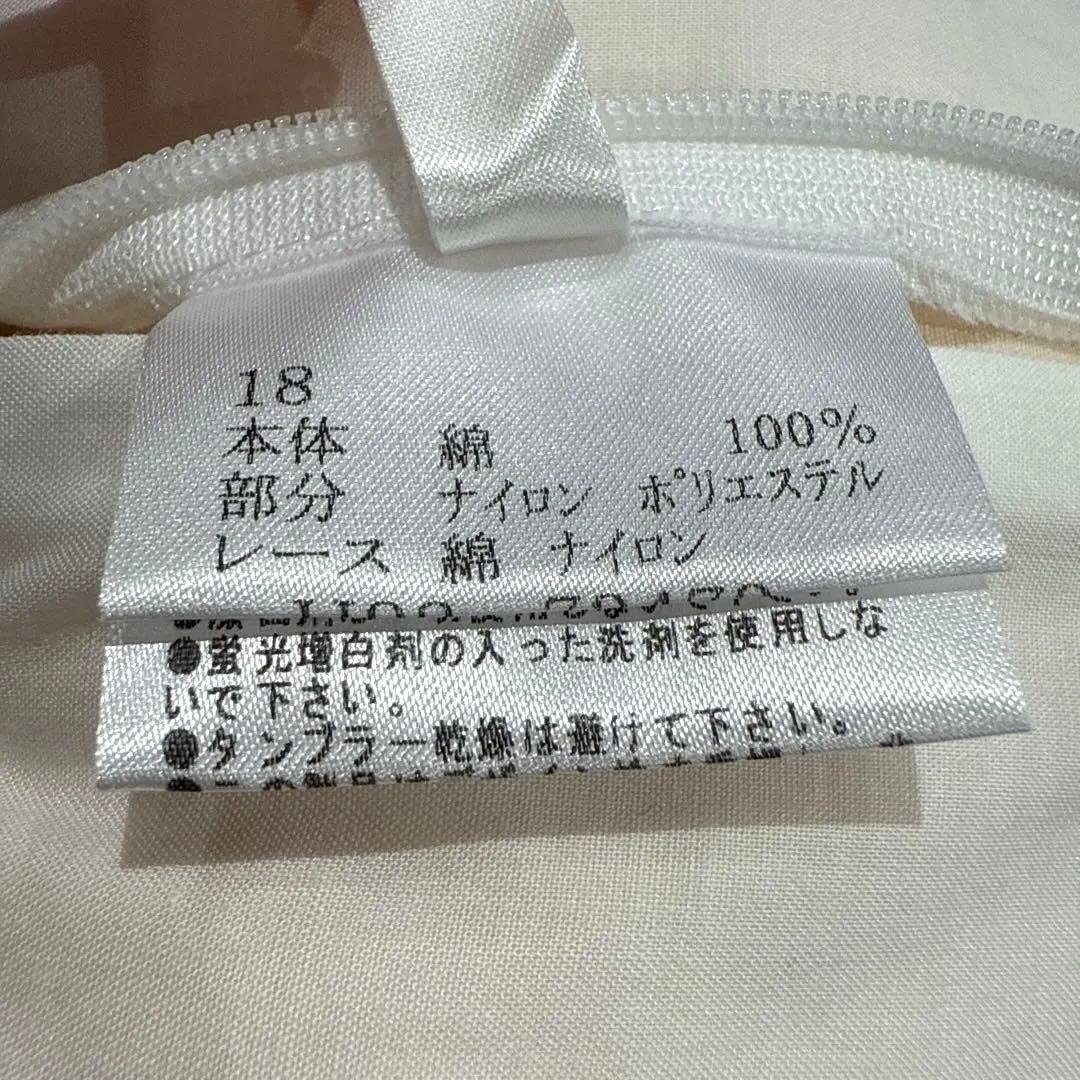 18
本体 綿 100%
部分 ナイロン ポリエステル
レース 綿 ナイロン
●蛍光増白剤の入った洗剤を使用しな
いで下さい。
●タンブラー乾燥は避けて下さい。